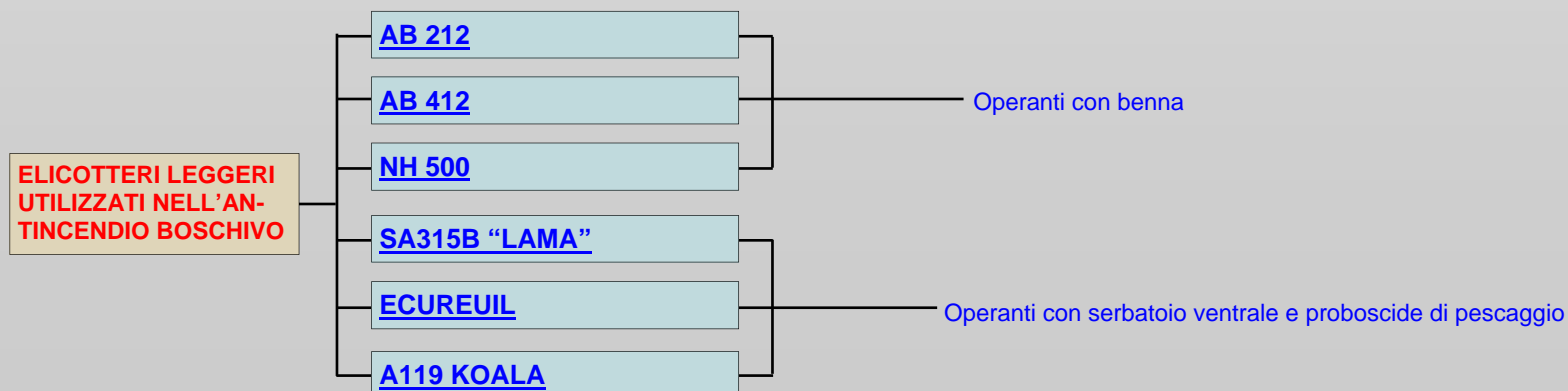 AB 212
AB 412
Operanti con benna
NH 500
ELICOTTERI LEGGERI
UTILIZZATI NELL’AN-
TINCENDIO BOSCHIVO
SA315B “LAMA”
ECUREUIL
Operanti con serbatoio ventrale e proboscide di pescaggio
A119 KOALA